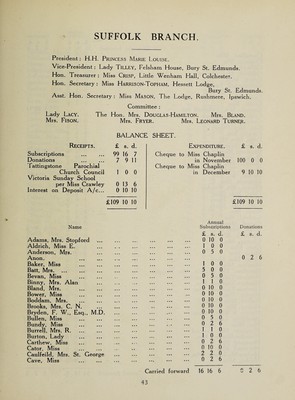 SUFFOLK BRANCH.
President: H.H. Princess Marie Louise.
Vice-President: Lady Tilley, Felsham House, Bury St. Edmunds.
Hon. Treasurer: Miss Crisp, Little Wenham Hall, Colchester.
Hon. Secretary: Miss Harrison-Topham, Hessett Lodge,
Bury St. Edmunds.
Asst. Hon. Secretary: Miss Mason, The Lodge, Rushmere, Ipswich.
Committee:
Lady Lacy. The Hon. Mrs. Douglas-Hamilton. Mrs. Bland.
Mrs. Fison. Mrs. Fryer. Mrs. Leonard Turner.
BALANCE SHEET.
Receipts. £ s. d.
Subscriptions ... ... 99 16 7
Donations ... ... 7 9 11
Tattingstone Parochial
Church Council 1 0 0
Victoria Sunday School
per Miss Crawley 0 13 6
Interest on Deposit A/c... 0 10 10
£109 10 10
Expenditure. £ s. d.
Cheque to Miss Chaplin
in November 100 0 0
Cheque to Miss Chaplin
in December 9 10 10
£109 10 10
Name Annual Subscriptions Donations
£ s. d. £ s. d.
Adams, Mrs. Stopford ... 0 10 0
Aldrich, Miss E. ... 1 0 0
Anderson, Mrs. ... 0 5 0
Anon. ... 0 2 6
Baker, Miss ... 1 0 0
Batt, Mrs. ... 5 0 0
Bevan, Miss ... 0 5 0
Binny, Mrs. Alan ... 1 1 0
Bland, Mrs. ... 0 10 0
Bower, Miss ... 0 10 0
Boddam, Mrs. ... 0 10 0
Brooks, Mrs. C. N. ... 0 10 0
Bryden, F. W., Esq., M.D. ... 0 10 0
Bullen, Miss ... 0 5 0
Bundy, Miss ... 0 2 6
Burrell, Mrs. R. ... 1 1 0
Burton, Lady ... 1 0 0
Carthew, Miss ... 0 2 6
Cator, Miss ... 0 10 0
Caulfeild, Mrs. St. George ... 2 2 0
Cave, Miss ... 0 2 6
Carried forward 16 16 6 0 2 6
93